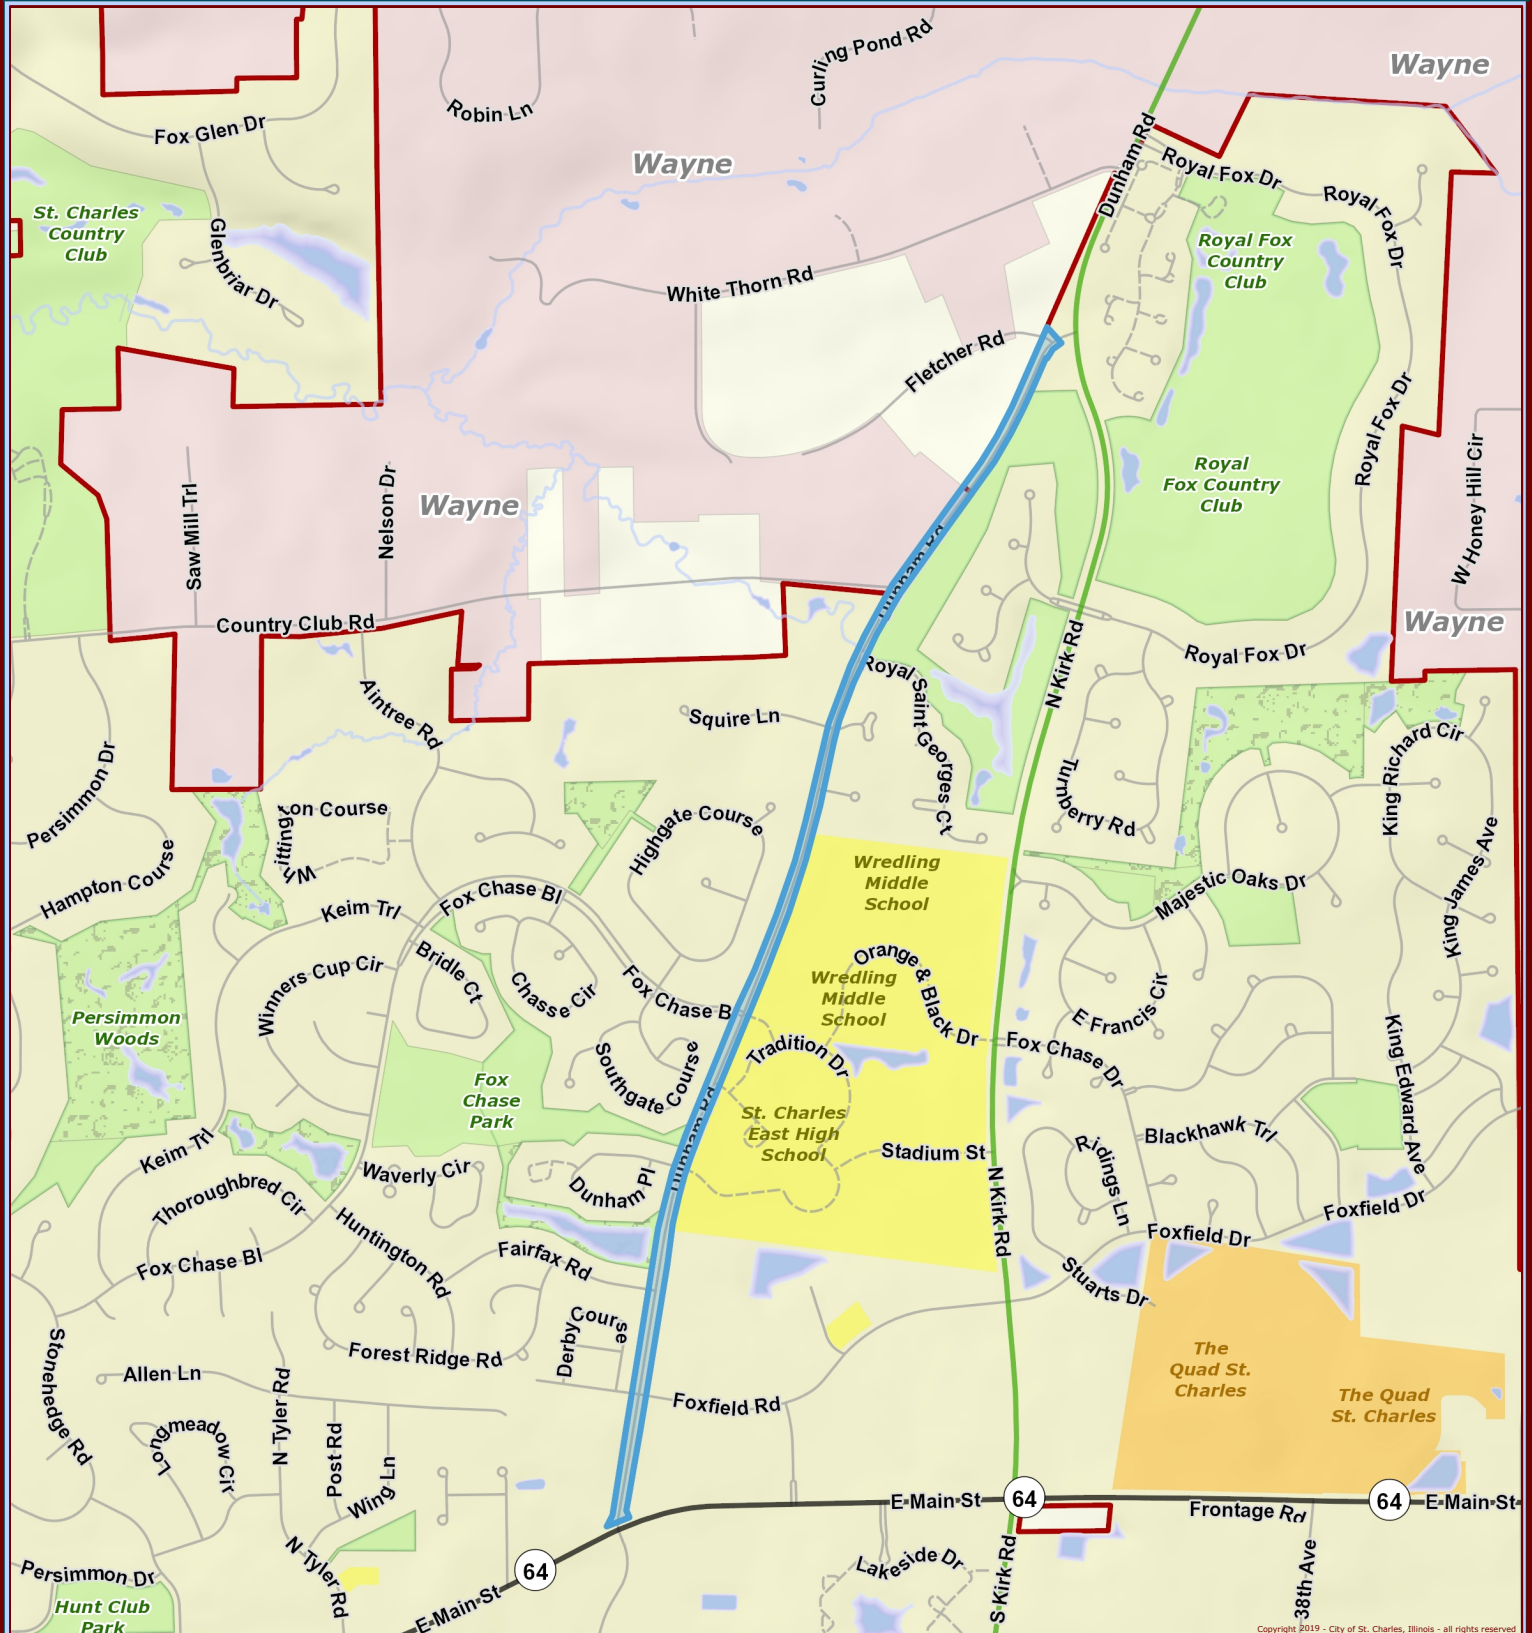 Curling Pond Rd
Wayne
Robin Ln
Fox Glen Dr
Dunham Rd
Wayne
Royal Fox Dr
Royal Fox Dr
St. Charles
Country
Club
Glenbriar Dr
Royal Fox
Country
Club
White Thorn Rd
Fletcher Rd
Royal Fox Dr
Royal
Fox Country
Club
W Honey Hill Cir
Saw Mill Trl
Nelson Dr
Wayne
Dunham Rd
Country Club Rd
Wayne
N Kirk Rd
Royal Fox Dr
Aintree Rd
Squire Ln
Royal Saint Georges Ct
Persimmon Dr
King Richard Cir
Turnberry Rd
Whittington Course
Highgate Course
King James Ave
Hampton Course
Wredling
Middle
School
Majestic Oaks Dr
Keim Trl
Fox Chase Bl
Bridle Ct
Winners Cup Cir
Chasse Cir
Fox Chase B
Wredling
Middle
School
Orange & Black Dr
E Francis Cir
Persimmon
Woods
Tradition Dr
Fox Chase Dr
King Edward Ave
Southgate Course
Fox
Chase
Park
Dunham Rd
St. Charles
East High
School
Stadium St
Blackhawk Trl
Ridings Ln
Keim Trl
Waverly Cir
Dunham Pl
Thoroughbred Cir
N Kirk Rd
Foxfield Dr
Foxfield Dr
Huntington Rd
Fairfax Rd
Fox Chase Bl
Stuarts Dr
Derby Course
Stonehedge Rd
Forest Ridge Rd
The
Quad St.
Charles
Allen Ln
Foxfield Rd
The Quad
St. Charles
N Tyler Rd
Longmeadow Cir
Post Rd
Wing Ln
E Main St
64
Frontage Rd
64
E Main St
N Tyler Rd
64
Lakeside Dr
Persimmon Dr
Hunt Club
Park
E Main St
S Kirk Rd
38th Ave
Copyright 2019 - City of St. Charles, Illinois - all rights reserved